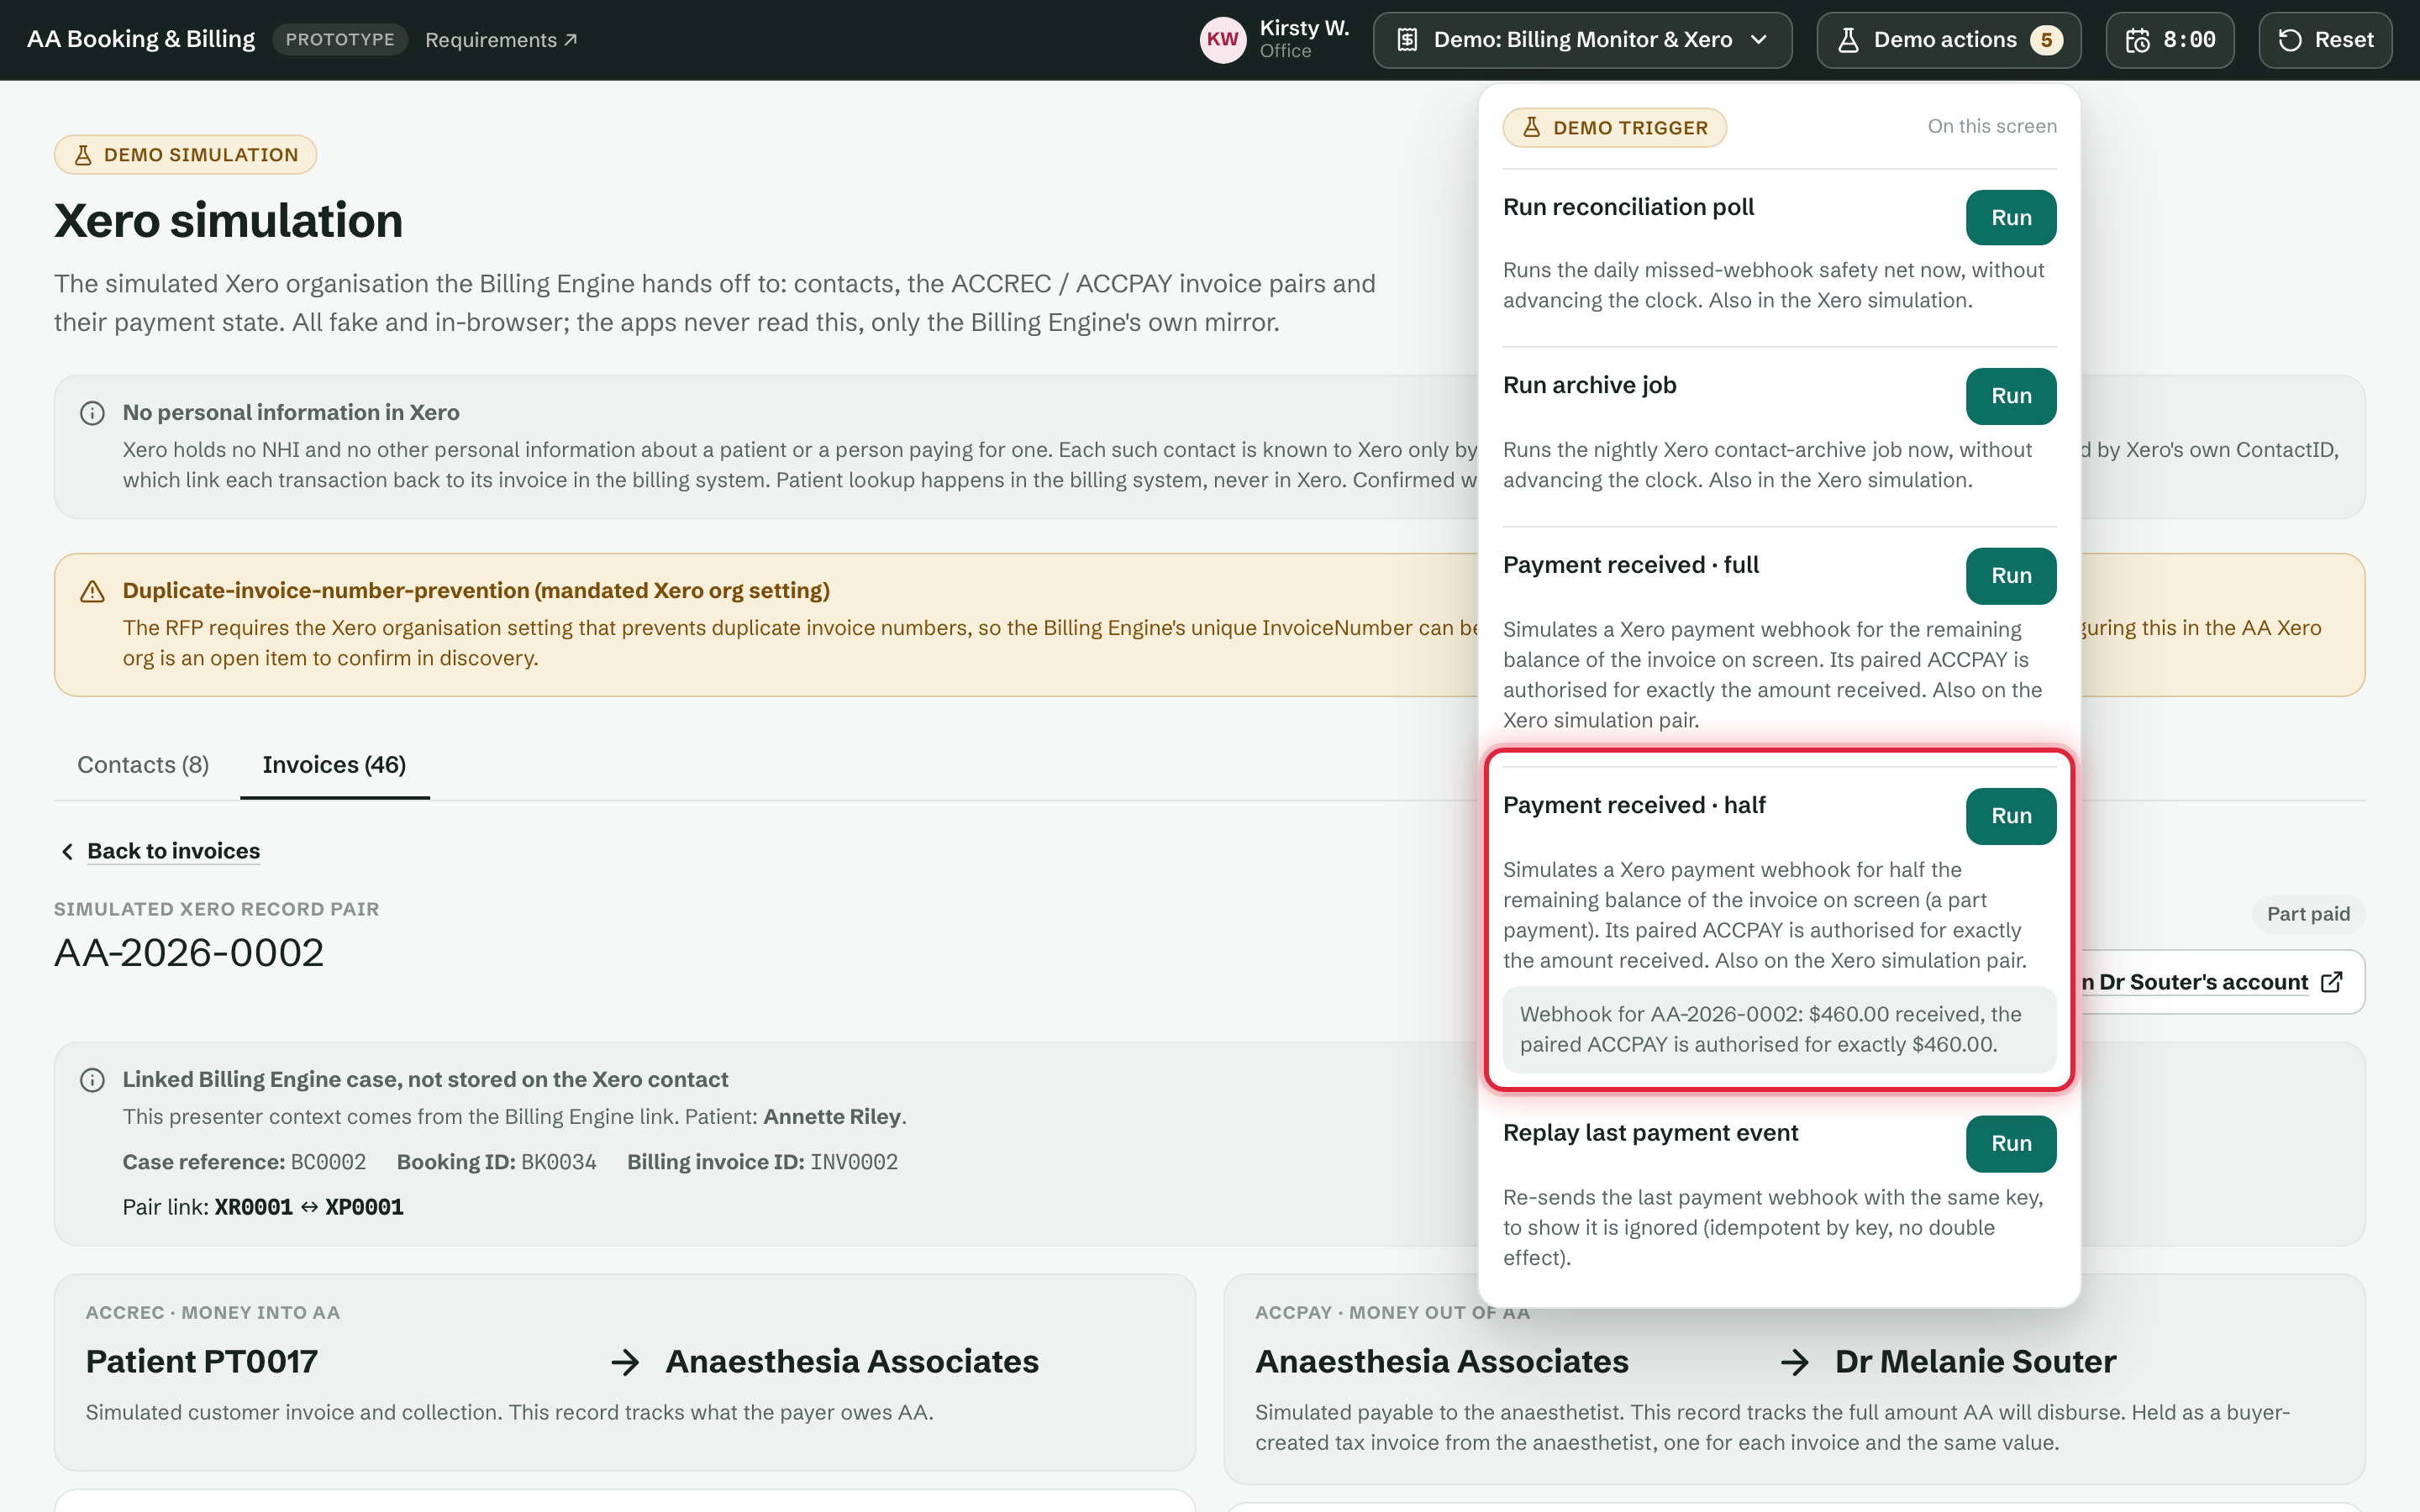 AA Booking & Billing PROTOTYPE Requirements ↗ KW Kirsty W. Office Demo: Billing Monitor & Xero Demo actions 5 8:00 Reset
DEMO SIMULATION
Xero simulation
The simulated Xero organisation the Billing Engine hands off to: contacts, the ACCREC / ACCPAY invoice pairs and
their payment state. All fake and in-browser; the apps never read this, only the Billing Engine's own mirror.
No personal information in Xero
Xero holds no NHI and no other personal information about a patient or a person paying for one. Each such contact is known to Xero only by
d by Xero's own ContactID,
which link each transaction back to its invoice in the billing system. Patient lookup happens in the billing system, never in Xero. Confirmed w
Duplicate-invoice-number-prevention (mandated Xero org setting)
The RFP requires the Xero organisation setting that prevents duplicate invoice numbers, so the Billing Engine's unique InvoiceNumber can be
guring this in the AA Xero
org is an open item to confirm in discovery.
Contacts (8) Invoices (46)
Back to invoices
SIMULATED XERO RECORD PAIR
AA-2026-0002
Part paid
n Dr Souter's account
Linked Billing Engine case, not stored on the Xero contact
This presenter context comes from the Billing Engine link. Patient: Annette Riley.
Case reference: BC0002 Booking ID: BK0034 Billing invoice ID: INV0002
Pair link: XR0001 ↔ XP0001
ACCREC · MONEY INTO AA
Patient PT0017 → Anaesthesia Associates
Simulated customer invoice and collection. This record tracks what the payer owes AA.
ACCPAY · MONEY OUT OF AA
Anaesthesia Associates → Dr Melanie Souter
Simulated payable to the anaesthetist. This record tracks the full amount AA will disburse. Held as a buyer-
created tax invoice from the anaesthetist, one for each invoice and the same value.
DEMO TRIGGER On this screen
Run reconciliation poll Run
Runs the daily missed-webhook safety net now, without
advancing the clock. Also in the Xero simulation.
Run archive job Run
Runs the nightly Xero contact-archive job now, without
advancing the clock. Also in the Xero simulation.
Payment received · full Run
Simulates a Xero payment webhook for the remaining
balance of the invoice on screen. Its paired ACCPAY is
authorised for exactly the amount received. Also on the
Xero simulation pair.
Payment received · half Run
Simulates a Xero payment webhook for half the
remaining balance of the invoice on screen (a part
payment). Its paired ACCPAY is authorised for exactly
the amount received. Also on the Xero simulation pair.
Webhook for AA-2026-0002: $460.00 received, the
paired ACCPAY is authorised for exactly $460.00.
Replay last payment event Run
Re-sends the last payment webhook with the same key,
to show it is ignored (idempotent by key, no double
effect).